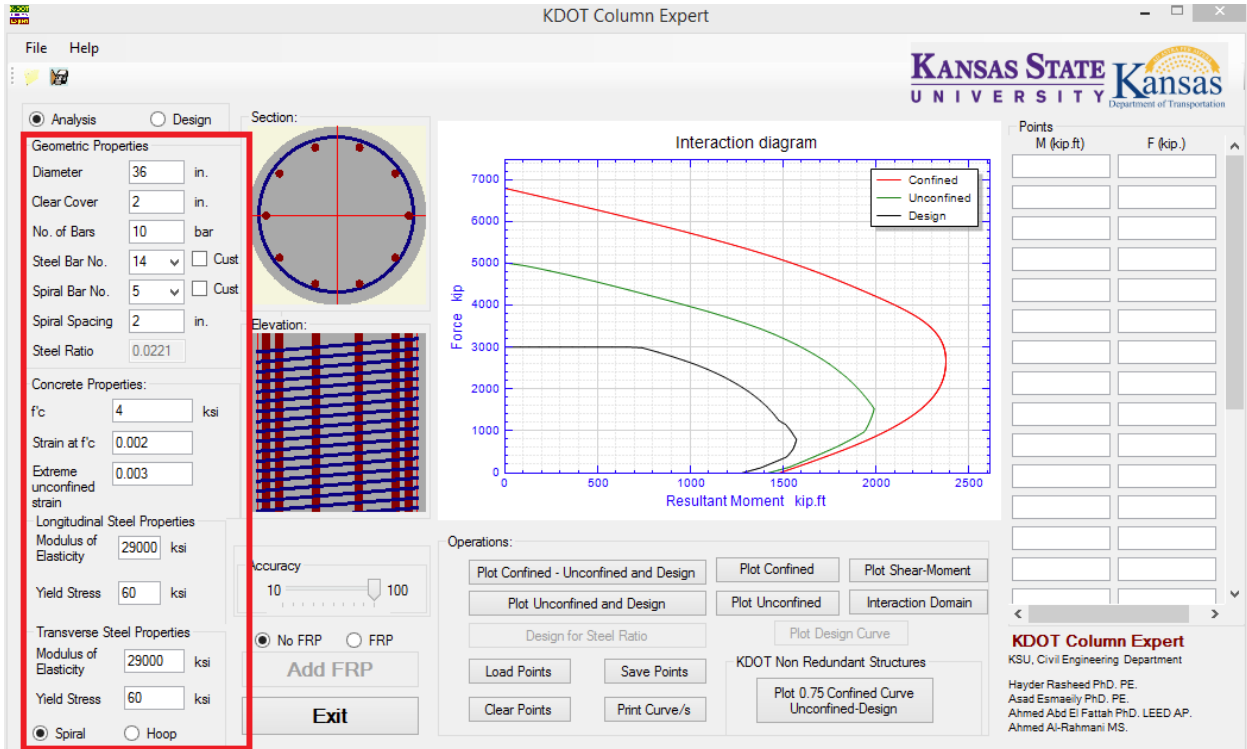 KDOT Column Expert
File Help
KANSAS STATE
UNIVERSITY
Kansas
Department of Transportation
Analysis Design
Geometric Properties
Diameter 36 in.
Clear Cover 2 in.
No. of Bars 10 bar
Steel Bar No. 14 Cust
Spiral Bar No. 5 Cust
Spiral Spacing 2 in.
Steel Ratio 0.0221
Concrete Properties:
f'c 4 ksi
Strain at f'c 0.002
Extreme
unconfined
strain
0.003
Longitudinal Steel Properties
Modulus of
Elasticity
29000 ksi
Yield Stress 60 ksi
Transverse Steel Properties
Modulus of
Elasticity
29000 ksi
Yield Stress 60 ksi
Spiral Hoop
Section:
Elevation:
Accuracy
10 100
No FRP FRP
Add FRP
Exit
Interaction diagram
Confined
Unconfined
Design
7000
6000
5000
4000
3000
2000
1000
0
Force kip
0 500 1000 1500 2000 2500
Resultant Moment kip.ft
Operations:
Plot Confined - Unconfined and Design Plot Confined Plot Shear-Moment
Plot Unconfined and Design Plot Unconfined Interaction Domain
Design for Steel Ratio Plot Design Curve
Load Points Save Points
Clear Points Print Curve/s
KDOT Non Redundant Structures
Plot 0.75 Confined Curve
Unconfined-Design
Points
M (kip.ft) F (kip.)
KDOT Column Expert
KSU, Civil Engineering Department
Hayder Rasheed PhD. PE.
Asad Esmaeily PhD. PE.
Ahmed Abd El Fattah PhD. LEED AP.
Ahmed Al-Rahmani MS.